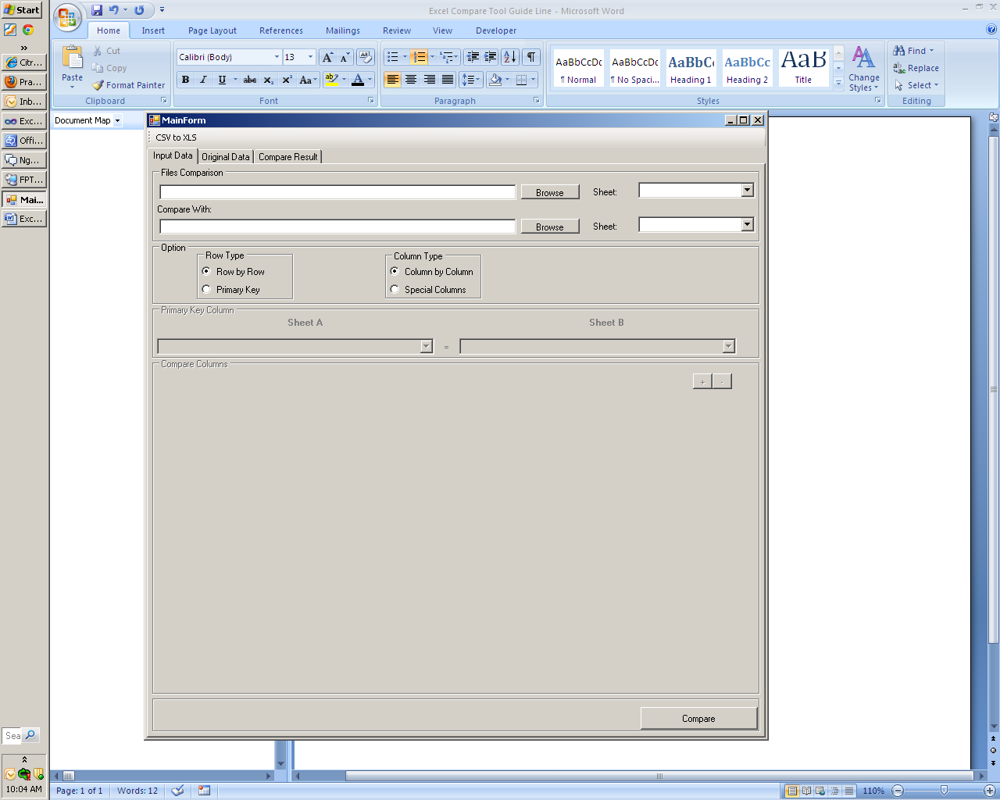 Start
Excel Compare Tool Guide Line - Microsoft Word
Home Insert Page Layout References Mailings Review View Developer
Paste
Cut
Copy
Format Painter
Clipboard
Calibri (Body) 13
Font
Paragraph
AaBbCcDc AaBbCcDc AaBbC AaBbCc AaB
¶ Normal ¶ No Spaci... Heading 1 Heading 2 Title
Change Styles
Styles
Find
Replace
Select
Editing
Citr...
Pra...
Inb...
Exc...
Offi...
Ng...
FPT...
Mai...
Exc...
Document Map
MainForm
CSV to XLS
Input Data Original Data Compare Result
Files Comparison
Browse Sheet:
Compare With:
Browse Sheet:
Option
Row Type
Row by Row
Primary Key
Column Type
Column by Column
Special Columns
Primary Key Column
Sheet A Sheet B
=
Compare Columns
+ -
Compare
Sea
10:04 AM
Page: 1 of 1 Words: 12
110%